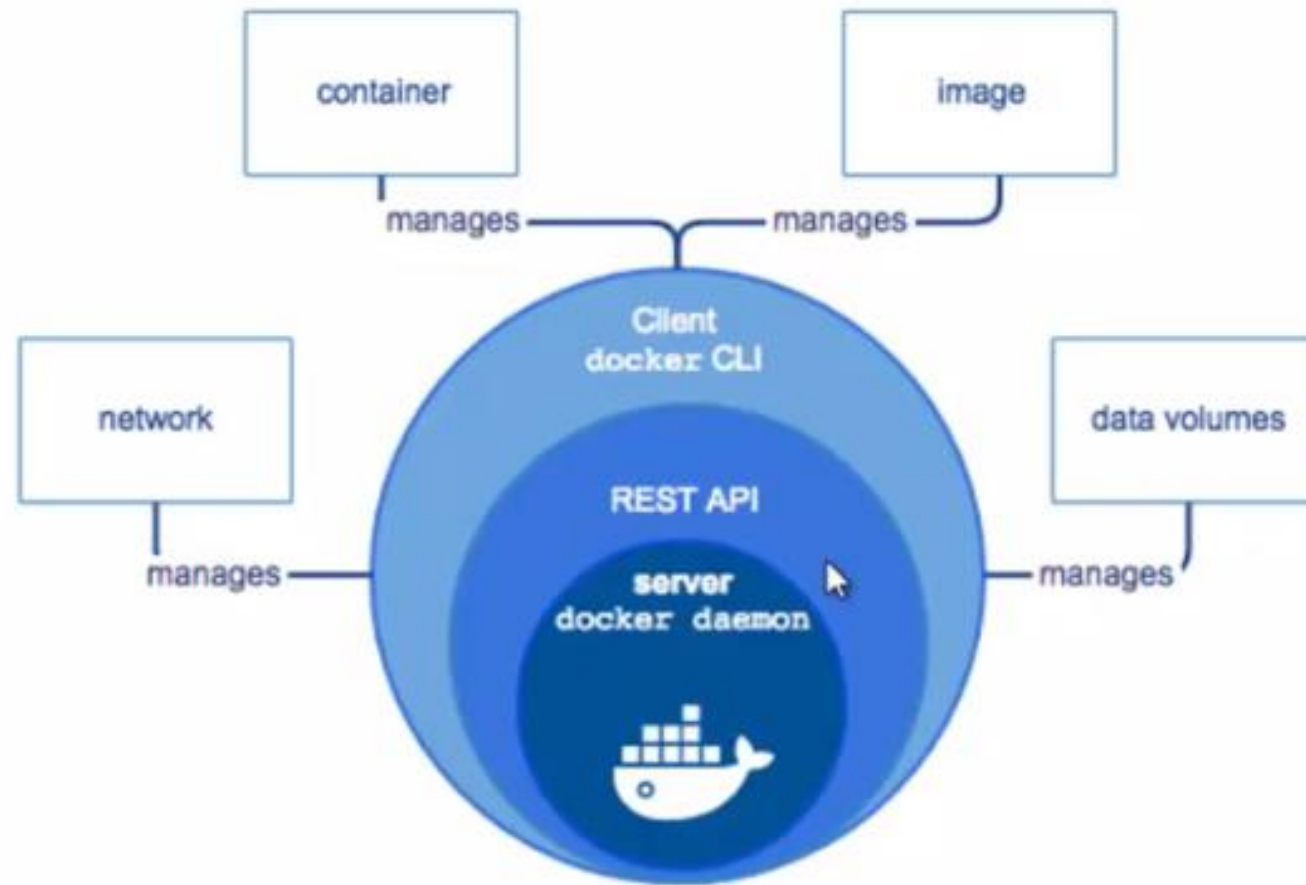 container
image
manages
manages
Client
docker CLI
network
data volumes
REST API
manages
manages
server
docker daemon